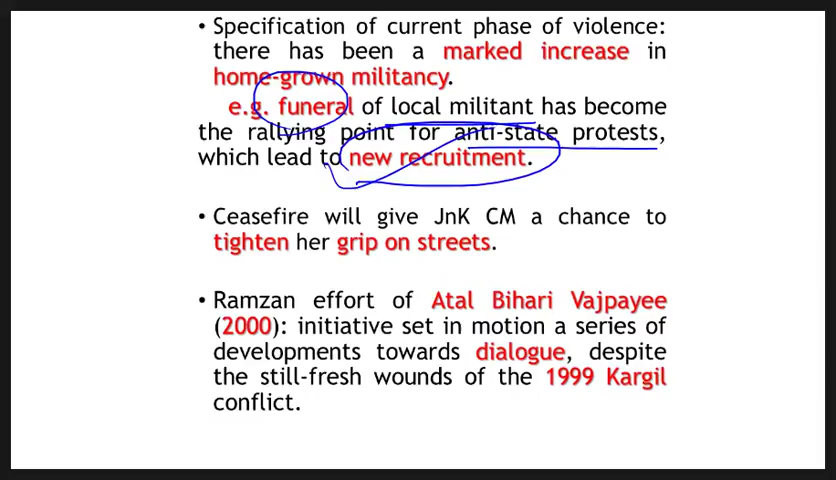 • Specification of current phase of violence:
there has been a marked increase in
home-grown militancy.
e.g. funeral of local militant has become
the rallying point for anti-state protests,
which lead to new recruitment.
• Ceasefire will give JnK CM a chance to
tighten her grip on streets.
• Ramzan effort of Atal Bihari Vajpayee
(2000): initiative set in motion a series of
developments towards dialogue, despite
the still-fresh wounds of the 1999 Kargil
conflict.